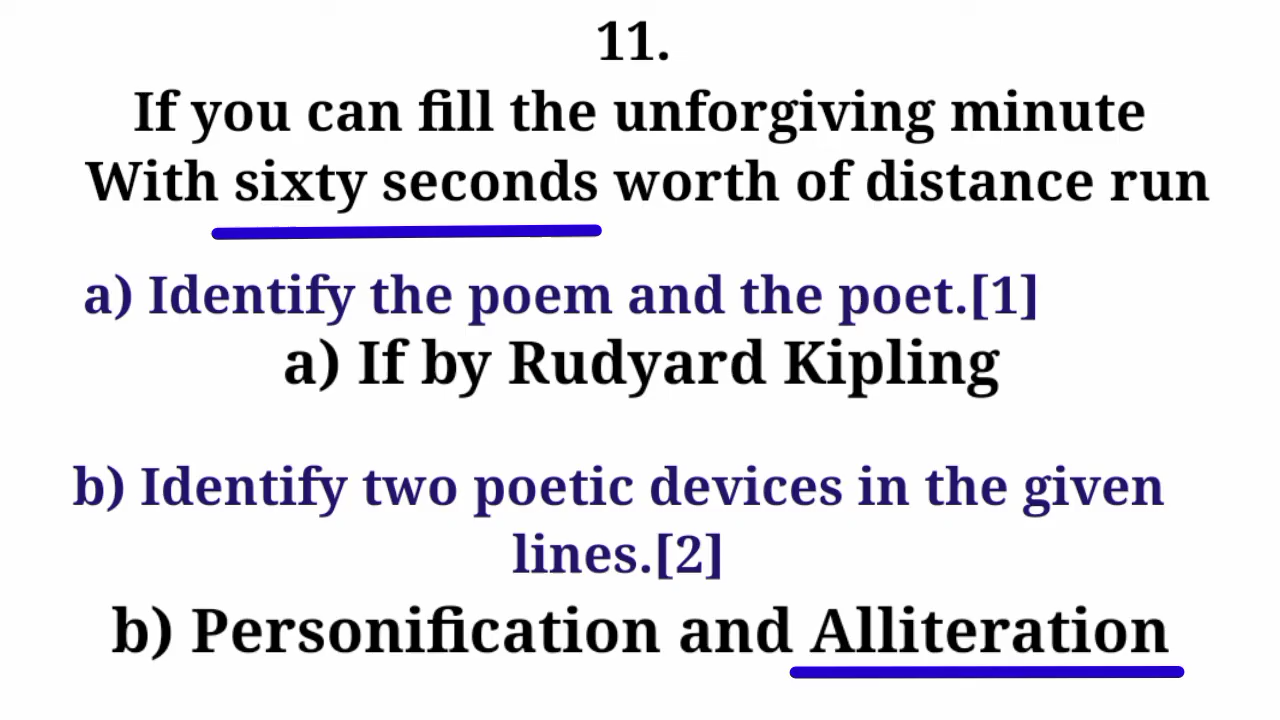 11.
If you can fill the unforgiving minute
With sixty seconds worth of distance run
a) Identify the poem and the poet.[1]
a) If by Rudyard Kipling
b) Identify two poetic devices in the given
lines.[2]
b) Personification and Alliteration